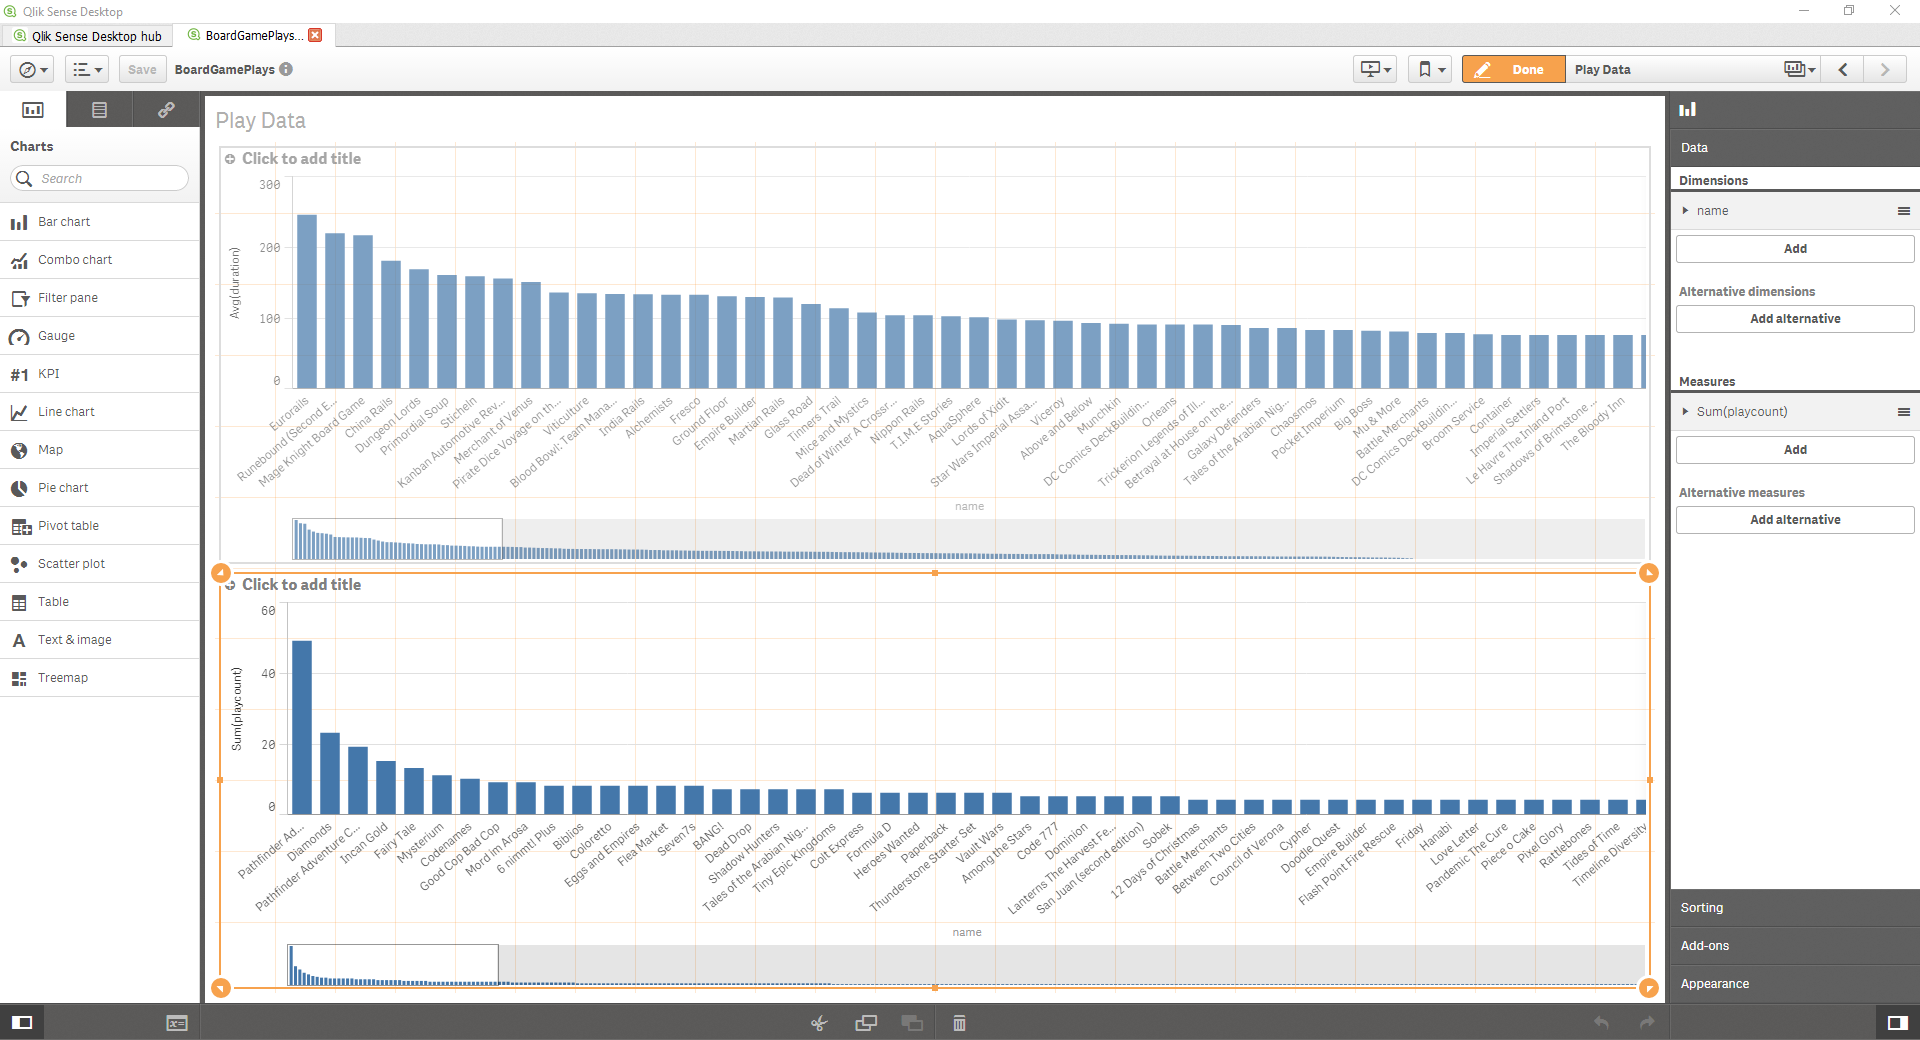 Qlik Sense Desktop
Qlik Sense Desktop hub
BoardGamePlays...
Save
BoardGamePlays
Done
Play Data
Charts
Search
Bar chart
Combo chart
Filter pane
Gauge
#1 KPI
Line chart
Map
Pie chart
Pivot table
Scatter plot
Table
A Text & image
Treemap
Play Data
Click to add title
Avg(duration)
300
200
100
0
Eurorails
Runebound (Second E...
Mage Knight Board Game
China Rails
Dungeon Lords
Primordial Soup
Sticheln
Kanban Automotive Rev...
Merchant of Venus
Pirate Dice Voyage on th...
Viticulture
Blood Bowl: Team Mana...
India Rails
Alchemists
Fresco
Ground Floor
Empire Builder
Martian Rails
Glass Road
Tinners Trail
Mice and Mystics
Dead of Winter A Crossr...
Nippon Rails
T.I.M.E Stories
AquaSphere
Lords of Xidit
Star Wars Imperial Assa...
Viceroy
Above and Below
Munchkin
DC Comics DeckBuildin...
Orleans
Trickerion Legends of Ill...
Betrayal at House on the...
Galaxy Defenders
Tales of the Arabian Nig...
Chaosmos
Pocket Imperium
Big Boss
Mu & More
Battle Merchants
DC Comics DeckBuildin...
Broom Service
Container
Imperial Settlers
Le Havre The Inland Port
Shadows of Brimstone ...
The Bloody Inn
name
Click to add title
Sum(playcount)
60
40
20
0
Pathfinder Ad...
Diamonds
Pathfinder Adventure C...
Incan Gold
Fairy Tale
Mysterium
Codenames
Good Cop Bad Cop
Mord im Arosa
6 nimmt! Plus
Biblios
Coloretto
Eggs and Empires
Flea Market
Seven7s
BANG!
Dead Drop
Shadow Hunters
Tales of the Arabian Nig...
Tiny Epic Kingdoms
Colt Express
Formula D
Heroes Wanted
Paperback
Thunderstone Starter Set
Vault Wars
Among the Stars
Code 777
Dominion
Lanterns The Harvest Fe...
San Juan (second edition)
Sobek
12 Days of Christmas
Battle Merchants
Between Two Cities
Council of Verona
Cypher
Doodle Quest
Empire Builder
Flash Point Fire Rescue
Friday
Hanabi
Love Letter
Pandemic The Cure
Piece o Cake
Pixel Glory
Rattlebones
Tides of Time
Timeline Diversity
name
Data
Dimensions
name
Add
Alternative dimensions
Add alternative
Measures
Sum(playcount)
Add
Alternative measures
Add alternative
Sorting
Add-ons
Appearance